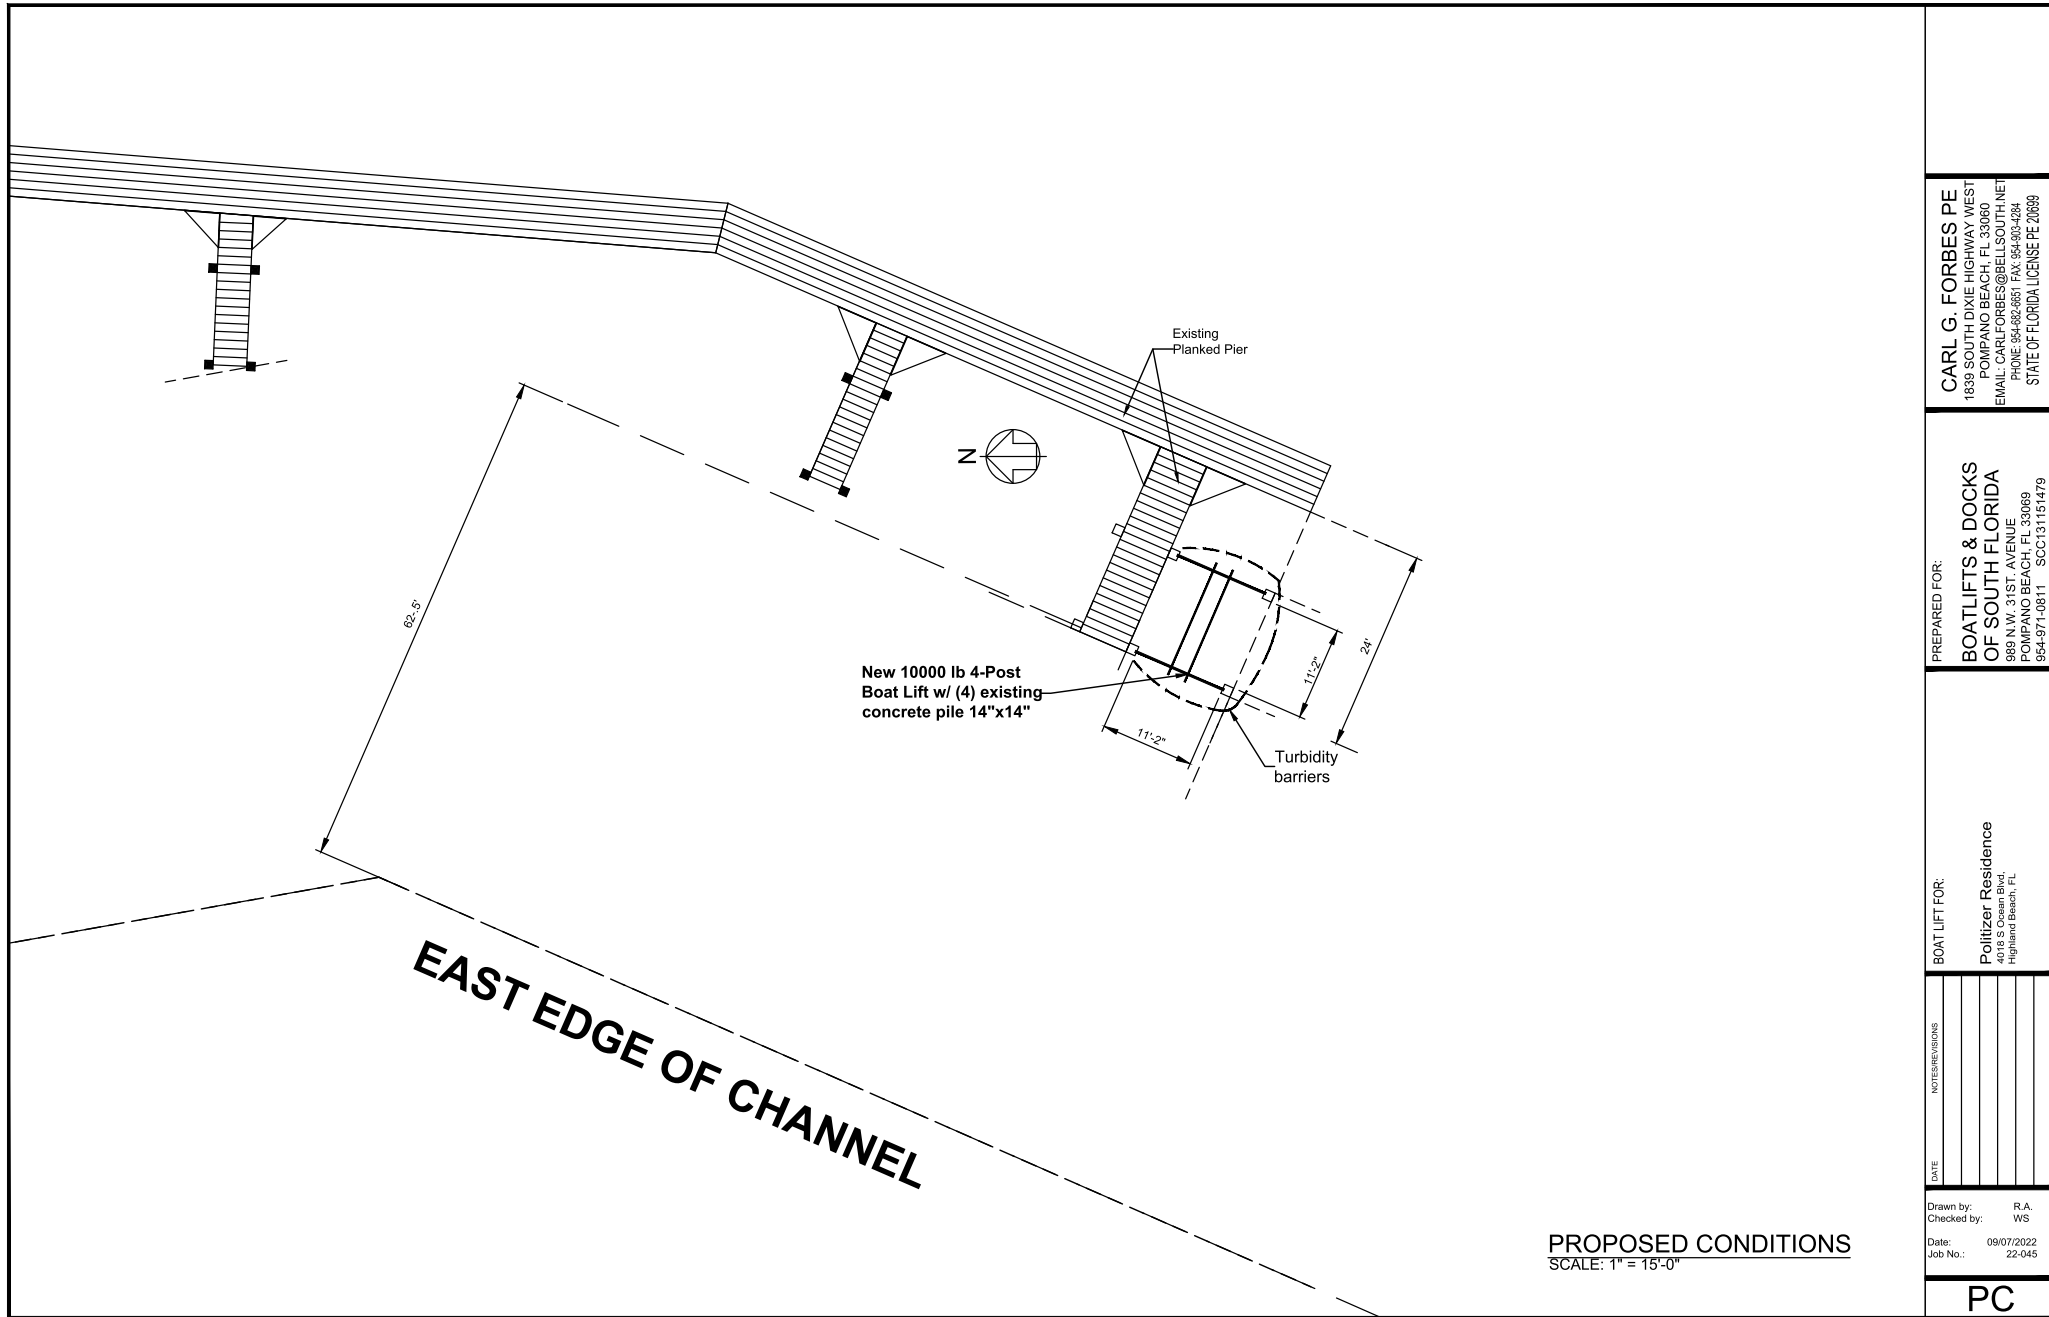 Existing
Planked Pier
N
62-.5'
24'
11'-2"
11'-2"
New 10000 lb 4-Post
Boat Lift w/ (4) existing
concrete pile 14"x14"
Turbidity
barriers
EAST EDGE OF CHANNEL
PROPOSED CONDITIONS
SCALE: 1" = 15'-0"
CARL G. FORBES PE
1839 SOUTH DIXIE HIGHWAY WEST
POMPANO BEACH, FL 33060
EMAIL: CARLFORBES@BELLSOUTH.NET
PHONE: 954-682-6651 FAX: 954-903-4284
STATE OF FLORIDA LICENSE PE 20699
PREPARED FOR:
BOATLIFTS & DOCKS
OF SOUTH FLORIDA
989 N.W. 31ST. AVENUE
POMPANO BEACH, FL 33069
954-971-0811 SCC131151479
BOAT LIFT FOR:
Politizer Residence
4018 S Ocean Blvd,
Highland Beach, FL
DATE NOTES/REVISIONS
Drawn by: R.A.
Checked by: WS
Date: 09/07/2022
Job No.: 22-045
PC